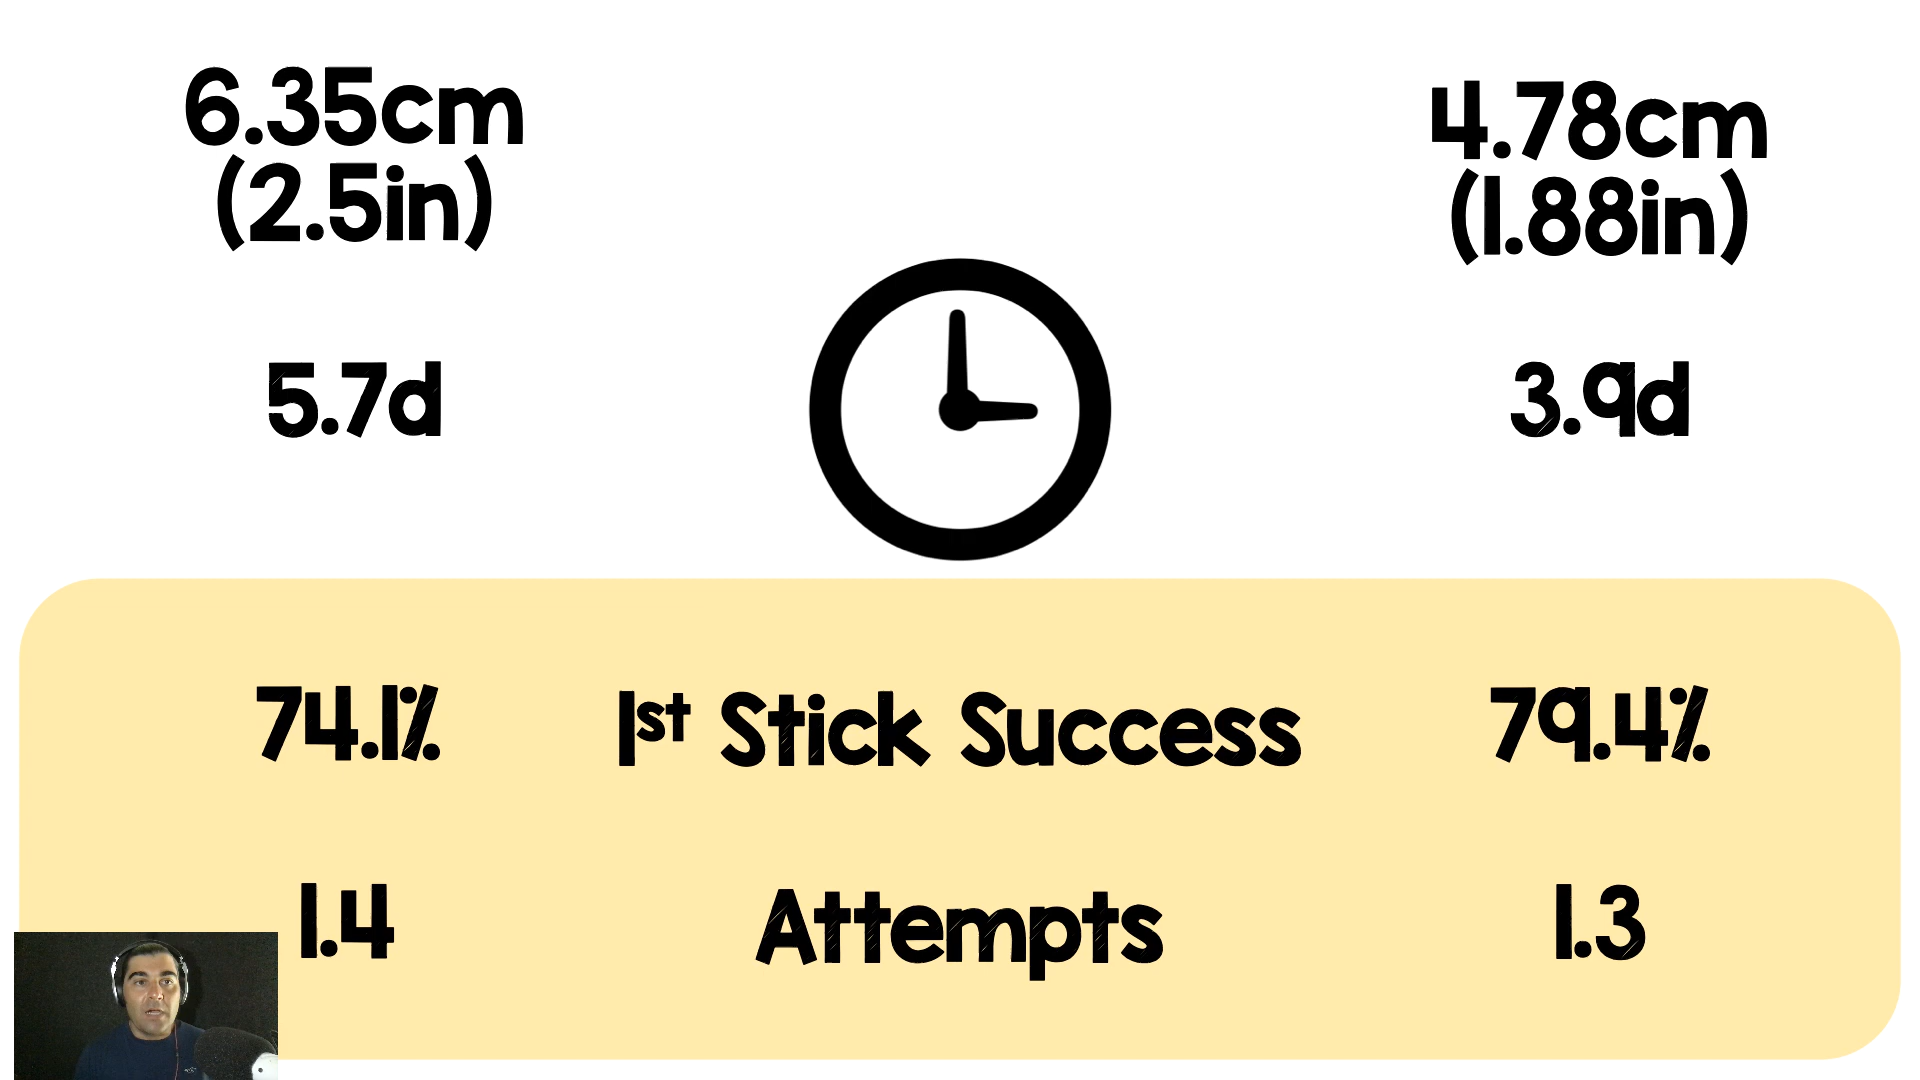 6.35cm
(2.5in)
4.78cm
(1.88in)
5.7d
3.9d
74.1% 1st Stick Success 79.4%
1.4 Attempts 1.3